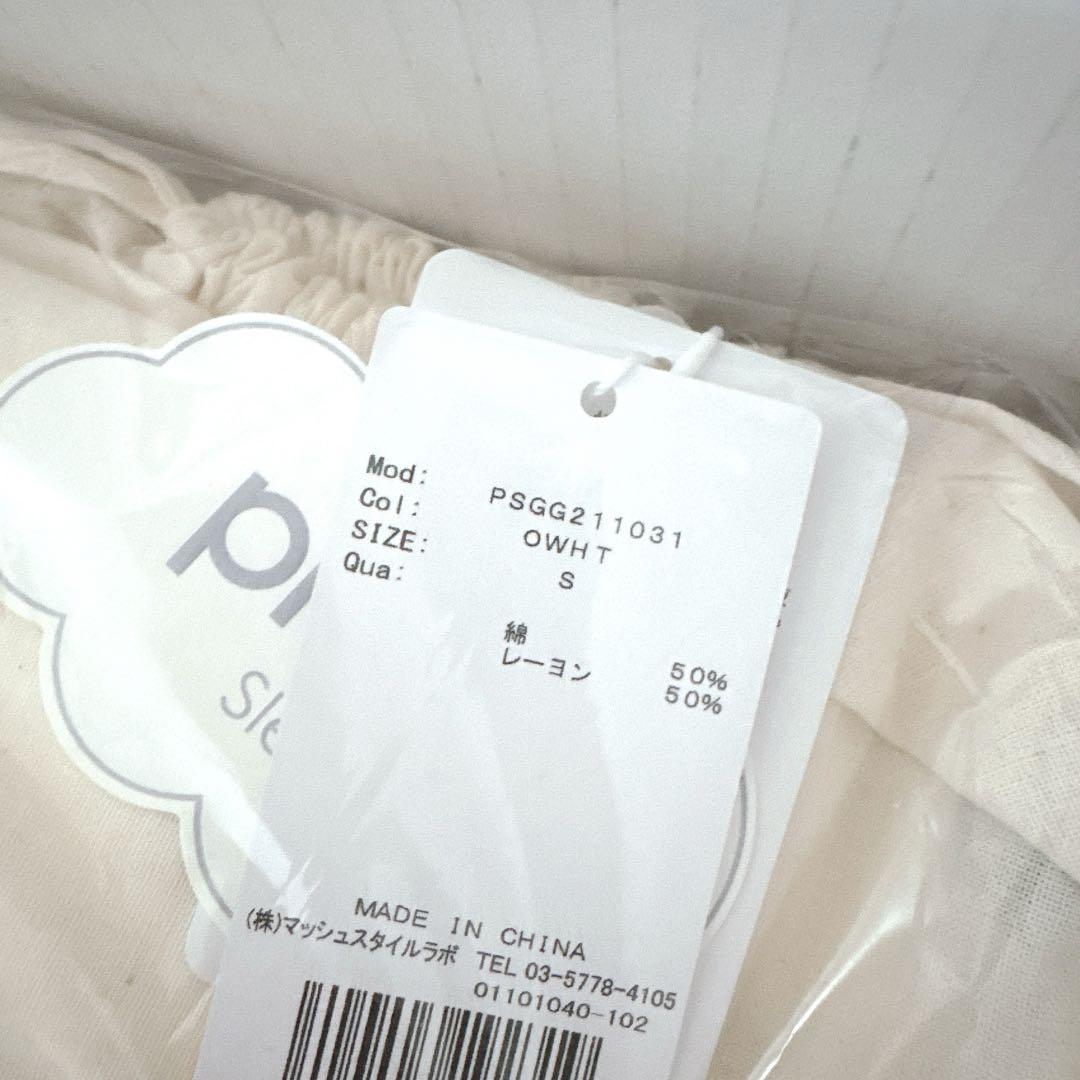 Mod: PSGG211031
Col: OWHT
SIZE: S
Qua:
綿 50%
レーヨン 50%
MADE IN CHINA
(株)マッシュスタイルラボ TEL 03-5778-4105
01101040-102